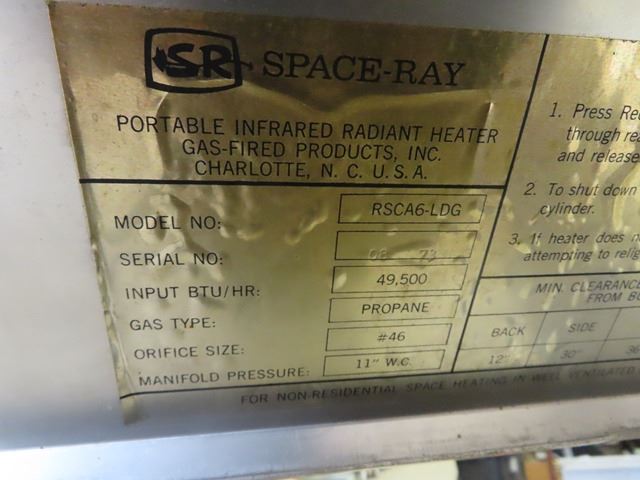 SR SPACE-RAY
PORTABLE INFRARED RADIANT HEATER
GAS-FIRED PRODUCTS, INC.
CHARLOTTE, N. C. U. S. A.
MODEL NO: RSCA6-LDG
SERIAL NO: 08 73
INPUT BTU/HR: 49,500
GAS TYPE: PROPANE
ORIFICE SIZE: #46
MANIFOLD PRESSURE: 11" W.C.
1. Press
through
and release
2. To shut down
cylinder.
3. If heater does
attempting to
MIN. CLEARANCE
FROM
BACK SIDE
12" 30" 36
FOR NON-RESIDENTIAL SPACE HEATING IN WELL VENTILATED